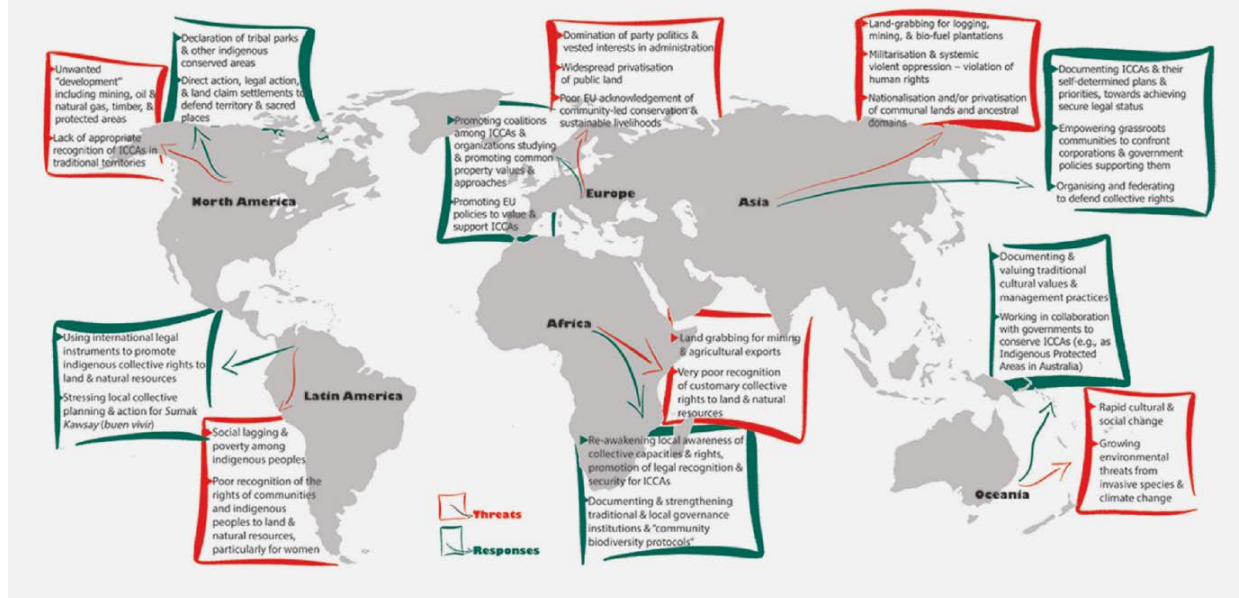 Unwanted
"development"
including mining, oil &
natural gas, timber, &
protected areas
Lack of appropriate
recognition of ICCAs in
traditional territories
Declaration of tribal parks
& other indigenous
conserved areas
Direct action, legal action,
& land claim settlements to
defend territory & sacred
places
North America
Promoting coalitions
among ICCAs &
organizations studying
& promoting common
property values &
approaches
Promoting EU
policies to value &
support ICCAs
Domination of party politics &
vested interests in administration
Widespread privatisation
of public land
Poor EU acknowledgement of
community-led conservation &
sustainable livelihoods
Europe
Land-grabbing for logging,
mining, & bio-fuel plantations
Militarisation & systemic
violent oppression – violation of
human rights
Nationalisation and/or privatisation
of communal lands and ancestral
domains
Asia
Documenting ICCAs & their
self-determined plans &
priorities, towards achieving
secure legal status
Empowering grassroots
communities to confront
corporations & government
policies supporting them
Organising and federating
to defend collective rights
Using international legal
instruments to promote
indigenous collective rights to
land & natural resources
Stressing local collective
planning & action for Sumak
Kawsay (buen vivir)
Latin America
Social lagging &
poverty among
indigenous peoples
Poor recognition of the
rights of communities
and indigenous
peoples to land &
natural resources,
particularly for women
Africa
Land grabbing for mining
& agricultural exports
Very poor recognition
of customary collective
rights to land & natural
resources
Re-awakening local awareness of
collective capacities & rights,
promotion of legal recognition &
security for ICCAs
Documenting & strengthening
traditional & local governance
institutions & "community
biodiversity protocols"
Documenting &
valuing traditional
cultural values &
management practices
Working in collaboration
with governments to
conserve ICCAs (e.g., as
Indigenous Protected
Areas in Australia)
Rapid cultural &
social change
Growing
environmental
threats from
invasive species &
climate change
Oceania
Threats
Responses